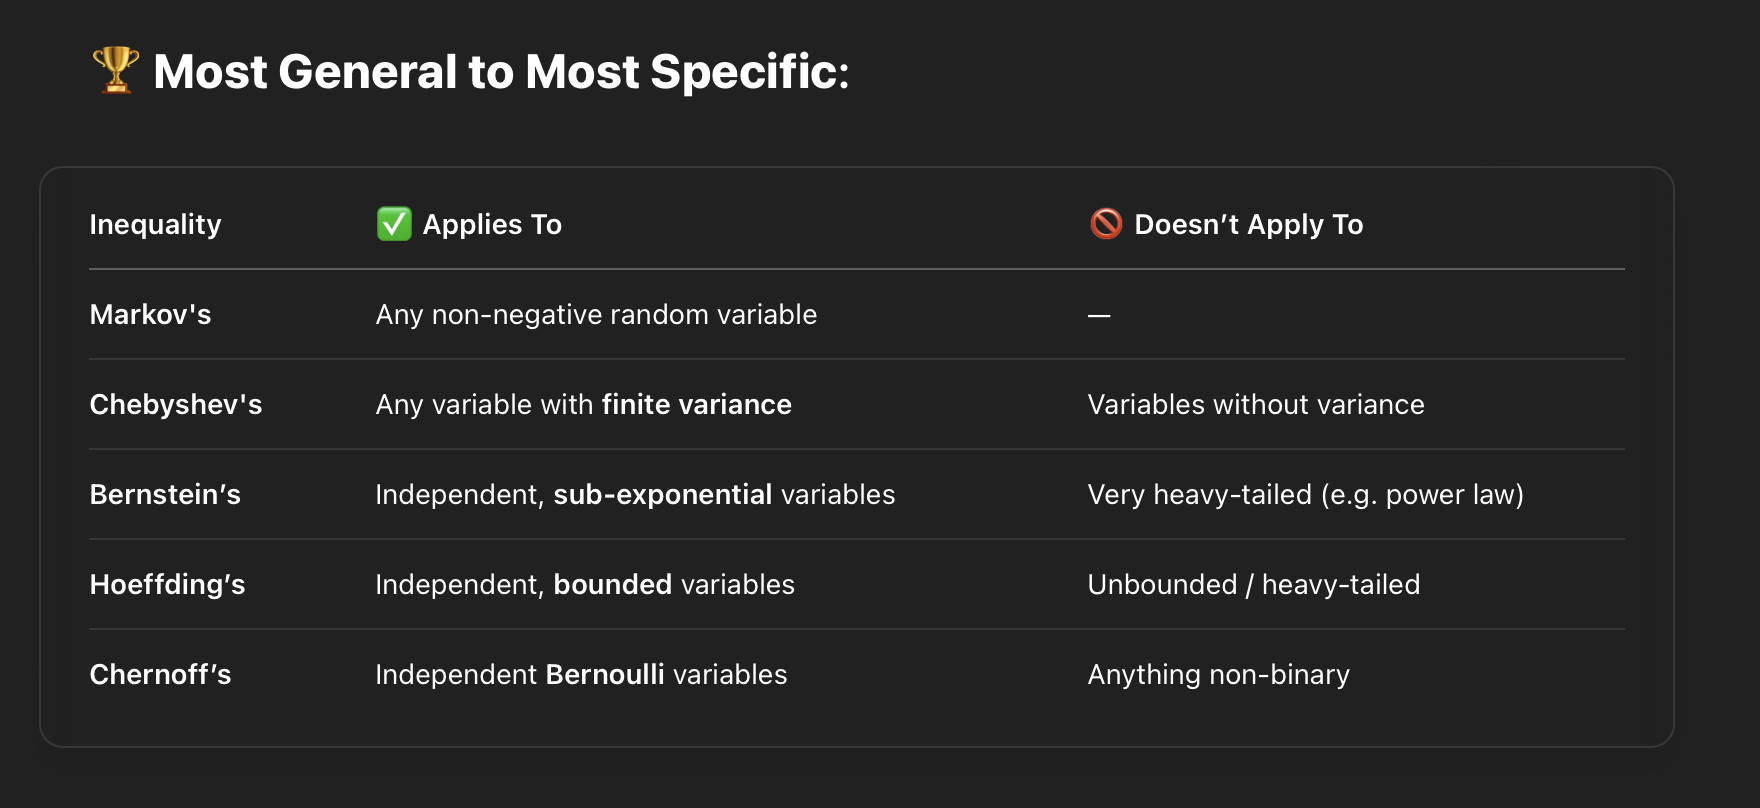 🏆 Most General to Most Specific:
Inequality ✅ Applies To 🚫 Doesn’t Apply To
Markov's Any non-negative random variable —
Chebyshev's Any variable with finite variance Variables without variance
Bernstein’s Independent, sub-exponential variables Very heavy-tailed (e.g. power law)
Hoeffding’s Independent, bounded variables Unbounded / heavy-tailed
Chernoff’s Independent Bernoulli variables Anything non-binary